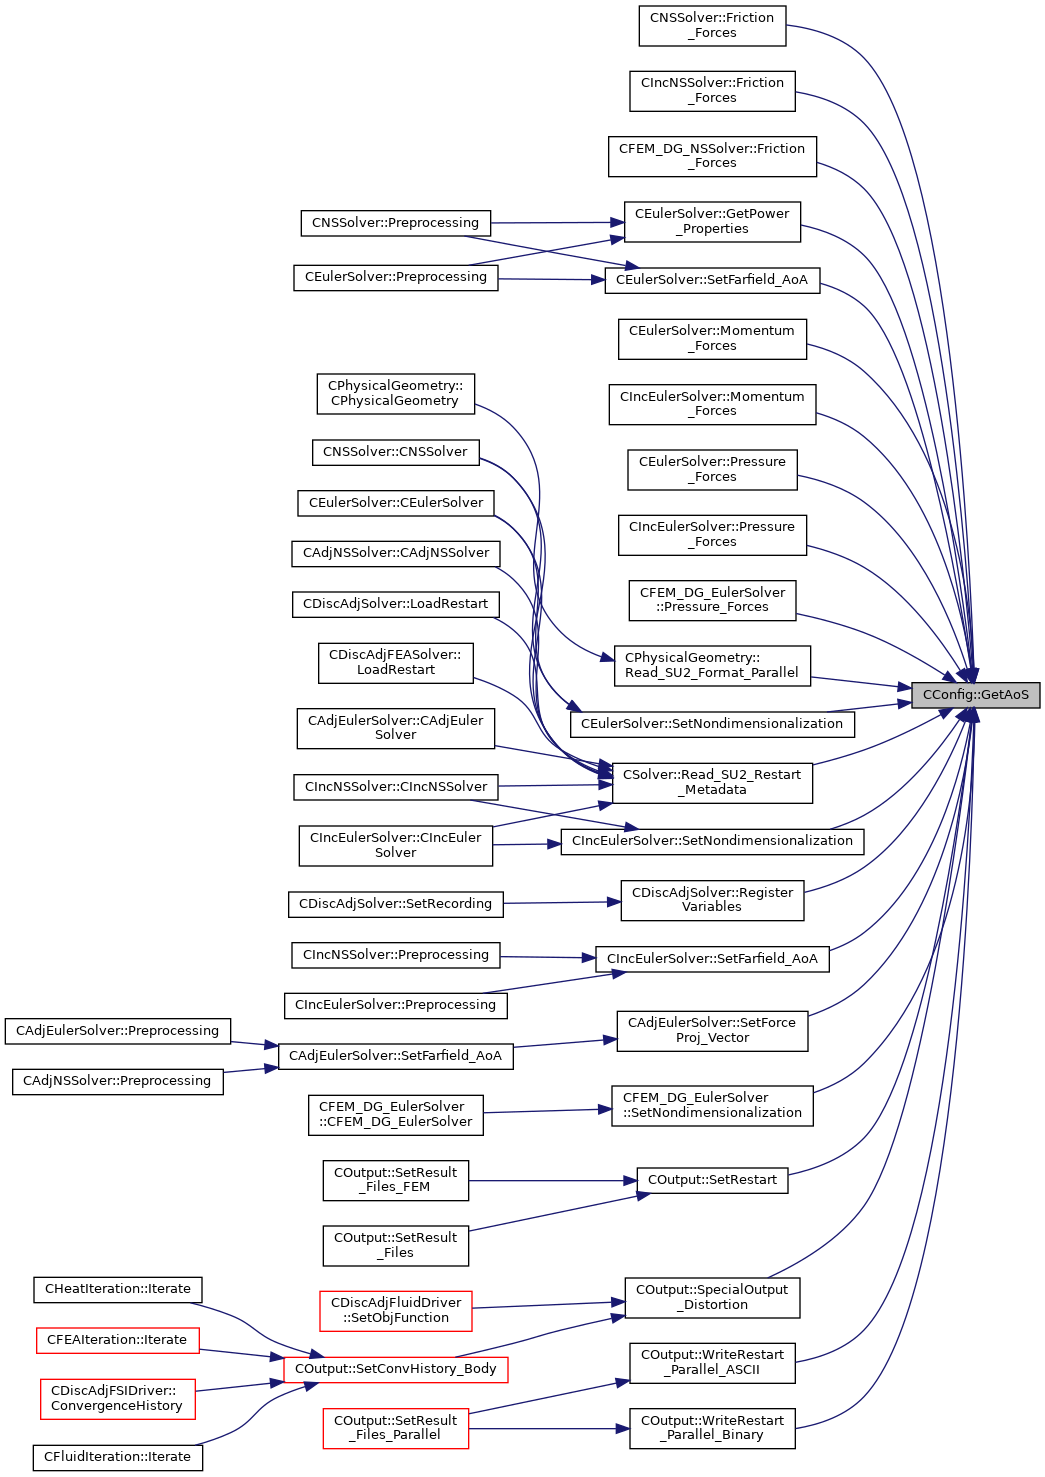 CNSSolver::Friction
_Forces
CIncNSSolver::Friction
_Forces
CFEM_DG_NSSolver::Friction
_Forces
CEulerSolver::GetPower
_Properties
CNSSolver::Preprocessing
CEulerSolver::Preprocessing
CEulerSolver::SetFarfield_AoA
CEulerSolver::Momentum
_Forces
CPhysicalGeometry::
CPhysicalGeometry
CIncEulerSolver::Momentum
_Forces
CNSSolver::CNSSolver
CEulerSolver::Pressure
_Forces
CEulerSolver::CEulerSolver
CIncEulerSolver::Pressure
_Forces
CAdjNSSolver::CAdjNSSolver
CFEM_DG_EulerSolver
::Pressure_Forces
CDiscAdjSolver::LoadRestart
CDiscAdjFEASolver::
LoadRestart
CPhysicalGeometry::
Read_SU2_Format_Parallel
CConfig::GetAoS
CAdjEulerSolver::CAdjEuler
Solver
CEulerSolver::SetNondimensionalization
CSolver::Read_SU2_Restart
_Metadata
CIncNSSolver::CIncNSSolver
CIncEulerSolver::CIncEuler
Solver
CIncEulerSolver::SetNondimensionalization
CDiscAdjSolver::SetRecording
CDiscAdjSolver::Register
Variables
CIncNSSolver::Preprocessing
CIncEulerSolver::SetFarfield_AoA
CIncEulerSolver::Preprocessing
CAdjEulerSolver::Preprocessing
CAdjEulerSolver::SetForce
Proj_Vector
CAdjEulerSolver::SetFarfield_AoA
CAdjNSSolver::Preprocessing
CFEM_DG_EulerSolver
::CFEM_DG_EulerSolver
CFEM_DG_EulerSolver
::SetNondimensionalization
COutput::SetResult
_Files_FEM
COutput::SetRestart
COutput::SetResult
_Files
CHeatIteration::Iterate
CDiscAdjFluidDriver
::SetObjFunction
COutput::SpecialOutput
_Distortion
CFEAIteration::Iterate
COutput::SetConvHistory_Body
COutput::WriteRestart
_Parallel_ASCII
CDiscAdjFSIDriver::
ConvergenceHistory
COutput::SetResult
_Files_Parallel
COutput::WriteRestart
_Parallel_Binary
CFluidIteration::Iterate